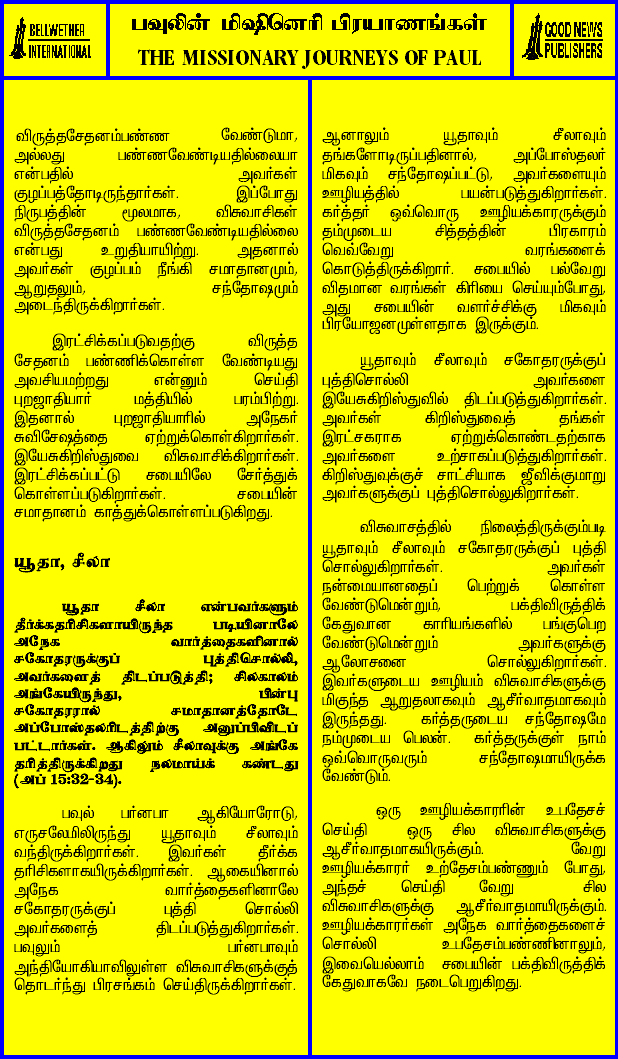 BELLWETHER
INTERNATIONAL
பவுலின் மிஷினெரி பிரயாணங்கள்
THE MISSIONARY JOURNEYS OF PAUL
GOOD NEWS
PUBLISHERS
விருத்தசேதனம்பண்ண வேண்டுமா,
அல்லது பண்ணவேண்டியதில்லையா
என்பதில் அவர்கள்
குழப்பத்தோடிருந்தார்கள். இப்போது
நிருபத்தின் மூலமாக, விசுவாசிகள்
விருத்தசேதனம் பண்ணவேண்டியதில்லை
என்பது உறுதியாயிற்று. அதனால்
அவர்கள் குழப்பம் நீங்கி சமாதானமும்,
ஆறுதலும், சந்தோஷமும்
அடைந்திருக்கிறார்கள்.
இரட்சிக்கப்படுவதற்கு விருத்த
சேதனம் பண்ணிக்கொள்ள வேண்டியது
அவசியமற்றது என்னும் செய்தி
புறஜாதியார் மத்தியில் பரம்பிற்று.
இதனால் புறஜாதியாரில் அநேகர்
சுவிசேஷத்தை ஏற்றுக்கொள்கிறார்கள்.
இயேசுகிறிஸ்துவை விசுவாசிக்கிறார்கள்.
இரட்சிக்கப்பட்டு சபையிலே சேர்த்துக்
கொள்ளப்படுகிறார்கள். சபையின்
சமாதானம் காத்துக்கொள்ளப்படுகிறது.
யூதா, சீலா
யூதா சீலா என்பவர்களும்
தீர்க்கதரிசிகளாயிருந்த படியினாலே
அநேக வார்த்தைகளினால்
சகோதரருக்குப் புத்திசொல்லி,
அவர்களைத் திடப்படுத்தி; சிலகாலம்
அங்கேயிருந்து, பின்பு
சகோதரரால் சமாதானத்தோடே
அப்போஸ்தலரிடத்திற்கு அனுப்பிவிடப்
பட்டார்கள். ஆகிலும் சீலாவுக்கு அங்கே
தரித்திருக்கிறது நலமாய்க் கண்டது
(அப் 15:32-34).
பவுல் பர்னபா ஆகியோரோடு,
எருசலேமிலிருந்து யூதாவும் சீலாவும்
வந்திருக்கிறார்கள். இவர்கள் தீர்க்க
தரிசிகளாகயிருக்கிறார்கள். ஆகையினால்
அநேக வார்த்தைகளினாலே
சகோதரருக்குப் புத்தி சொல்லி
அவர்களைத் திடப்படுத்துகிறார்கள்.
பவுலும் பர்னபாவும்
அந்தியோகியாவிலுள்ள விசுவாசிகளுக்குத்
தொடர்ந்து பிரசங்கம் செய்திருக்கிறார்கள்.
ஆனாலும் யூதாவும் சீலாவும்
தங்களோடிருப்பதினால், அப்போஸ்தலர்
மிகவும் சந்தோஷப்பட்டு, அவர்களையும்
ஊழியத்தில் பயன்படுத்துகிறார்கள்.
கர்த்தர் ஒவ்வொரு ஊழியக்காரருக்கும்
தம்முடைய சித்தத்தின் பிரகாரம்
வெவ்வேறு வரங்களைக்
கொடுத்திருக்கிறார். சபையில் பல்வேறு
விதமான வரங்கள் கிரியை செய்யும்போது,
அது சபையின் வளர்ச்சிக்கு மிகவும்
பிரயோஜனமுள்ளதாக இருக்கும்.
யூதாவும் சீலாவும் சகோதரருக்குப்
புத்திசொல்லி அவர்களை
இயேசுகிறிஸ்துவில் திடப்படுத்துகிறார்கள்.
அவர்கள் கிறிஸ்துவைத் தங்கள்
இரட்சகராக ஏற்றுக்கொண்டதற்காக
அவர்களை உற்சாகப்படுத்துகிறார்கள்.
கிறிஸ்துவுக்குச் சாட்சியாக ஜீவிக்குமாறு
அவர்களுக்குப் புத்திசொல்லுகிறார்கள்.
விசுவாசத்தில் நிலைத்திருக்கும்படி
யூதாவும் சீலாவும் சகோதரருக்குப் புத்தி
சொல்லுகிறார்கள். அவர்கள்
நன்மையானதைப் பெற்றுக் கொள்ள
வேண்டுமென்றும், பக்திவிருத்திக்
கேதுவான காரியங்களில் பங்குபெற
வேண்டுமென்றும் அவர்களுக்கு
ஆலோசனை சொல்லுகிறார்கள்.
இவர்களுடைய ஊழியம் விசுவாசிகளுக்கு
மிகுந்த ஆறுதலாகவும் ஆசீர்வாதமாகவும்
இருந்தது. கர்த்தருடைய சந்தோஷமே
நம்முடைய பெலன். கர்த்தருக்குள் நாம்
ஒவ்வொருவரும் சந்தோஷமாயிருக்க
வேண்டும்.
ஒரு ஊழியக்காரரின் உபதேசச்
செய்தி ஒரு சில விசுவாசிகளுக்கு
ஆசீர்வாதமாகயிருக்கும். வேறு
ஊழியக்காரர் உற்தேசம்பண்ணும் போது,
அந்தச் செய்தி வேறு சில
விசுவாசிகளுக்கு ஆசீர்வாதமாயிருக்கும்.
ஊழியக்காரர்கள் அநேக வார்த்தைகளைச்
சொல்லி உபதேசம்பண்ணினாலும்,
இவையெல்லாம் சபையின் பக்திவிருத்திக்
கேதுவாகவே நடைபெறுகிறது.